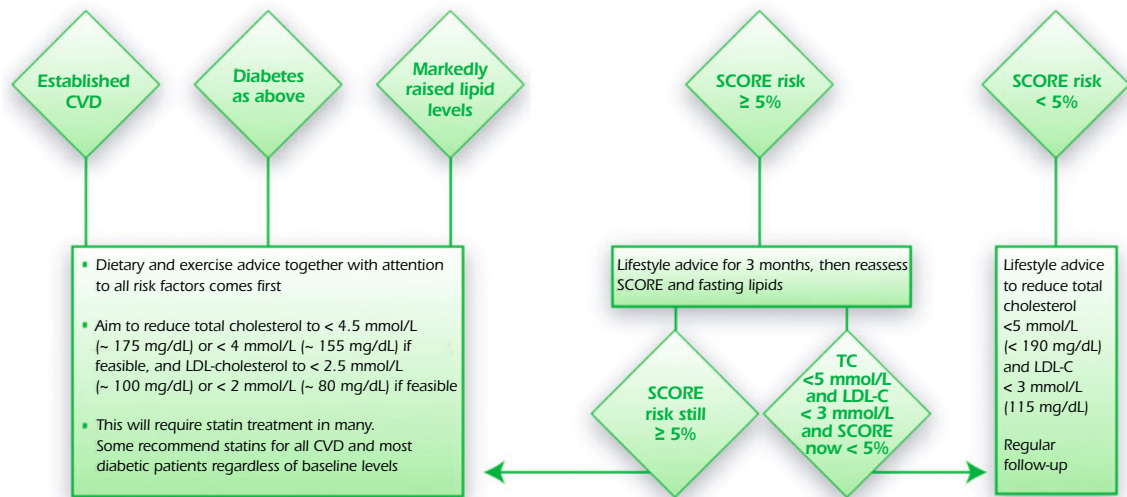 Established
CVD
Diabetes
as above
Markedly
raised lipid
levels
SCORE risk
≥ 5%
SCORE risk
< 5%
▪ Dietary and exercise advice together with attention
to all risk factors comes first
▪ Aim to reduce total cholesterol to < 4.5 mmol/L
(~ 175 mg/dL) or < 4 mmol/L (~ 155 mg/dL) if
feasible, and LDL-cholesterol to < 2.5 mmol/L
(~ 100 mg/dL) or < 2 mmol/L (~ 80 mg/dL) if feasible
▪ This will require statin treatment in many.
Some recommend statins for all CVD and most
diabetic patients regardless of baseline levels
Lifestyle advice for 3 months, then reassess
SCORE and fasting lipids
SCORE
risk still
≥ 5%
TC
<5 mmol/L
and LDL-C
< 3 mmol/L
and SCORE
now < 5%
Lifestyle advice
to reduce total
cholesterol
<5 mmol/L
(< 190 mg/dL)
and LDL-C
< 3 mmol/L
(115 mg/dL)
Regular
follow-up